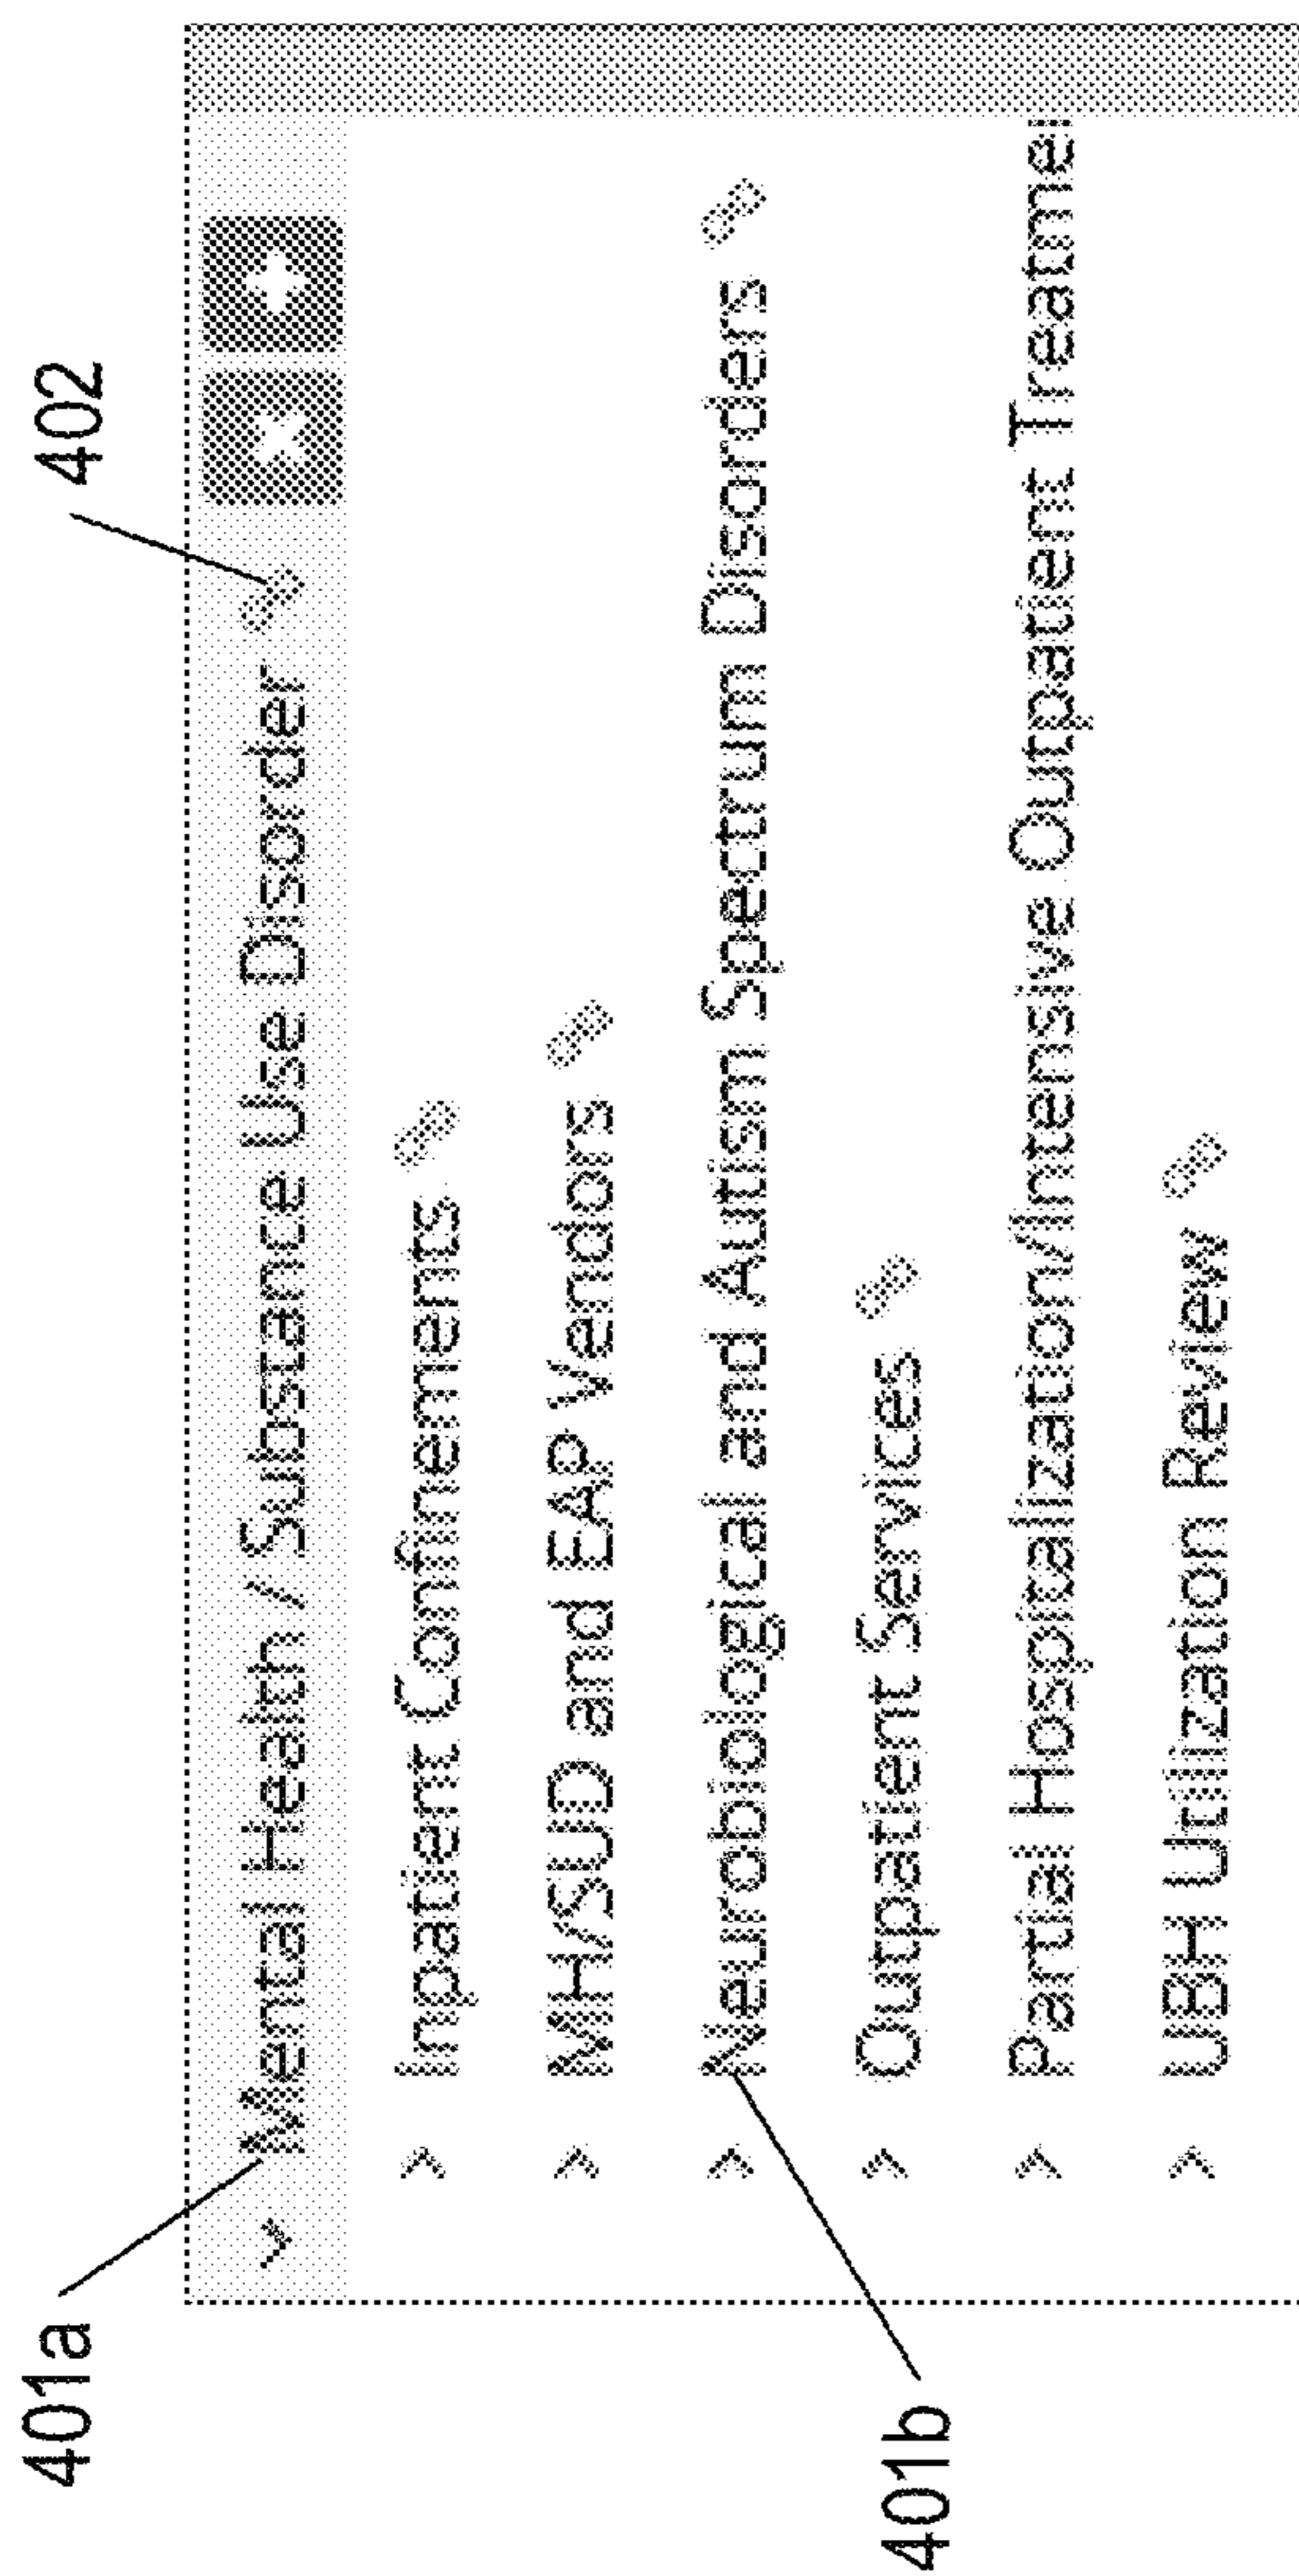 401a
402
Mental Health / Substance Use Disorder
Inpatient Confinements
MH/SUD and EAP Vendors
Neurobiological and Autism Spectrum Disorders
401b
Outpatient Services
Partial Hospitalization/Intensive Outpatient Treatmer
UBH Utilization Review